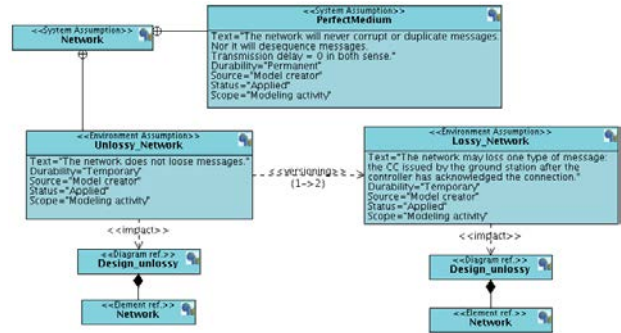 <<System Assumption>>
Network
<<System Assumption>>
PerfectMedium
Text="The network will never corrupt or duplicate messages.
Nor it will desequence messages.
Transmission delay = 0 in both sense."
Durability="Permanent"
Source="Model creator"
Status="Applied"
Scope="Modeling activity"
<<Environment Assumption>>
Unlossy_Network
Text="The network does not loose messages."
Durability="Temporary"
Source="Model creator"
Status="Applied"
Scope="Modeling activity"
<<versioning>>
(1->2)
<<Environment Assumption>>
Lossy_Network
Text="The network may loss one type of message:
the CC issued by the ground station after the
controller has acknowledged the connection."
Durability="Temporary"
Source="Model creator"
Status="Applied"
Scope="Modeling activity"
<<impact>>
<<Diagram ref.>>
Design_unlossy
<<Element ref.>>
Network
<<impact>>
<<Diagram ref.>>
Design_unlossy
<<Element ref.>>
Network